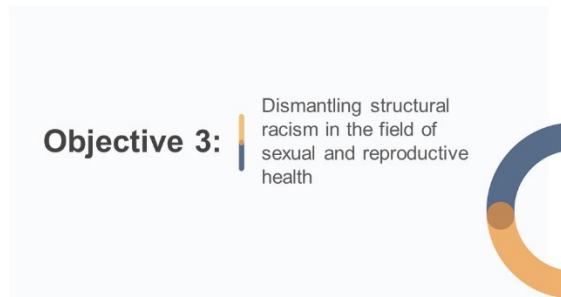 Objective 3:
Dismantling structural
racism in the field of
sexual and reproductive
health